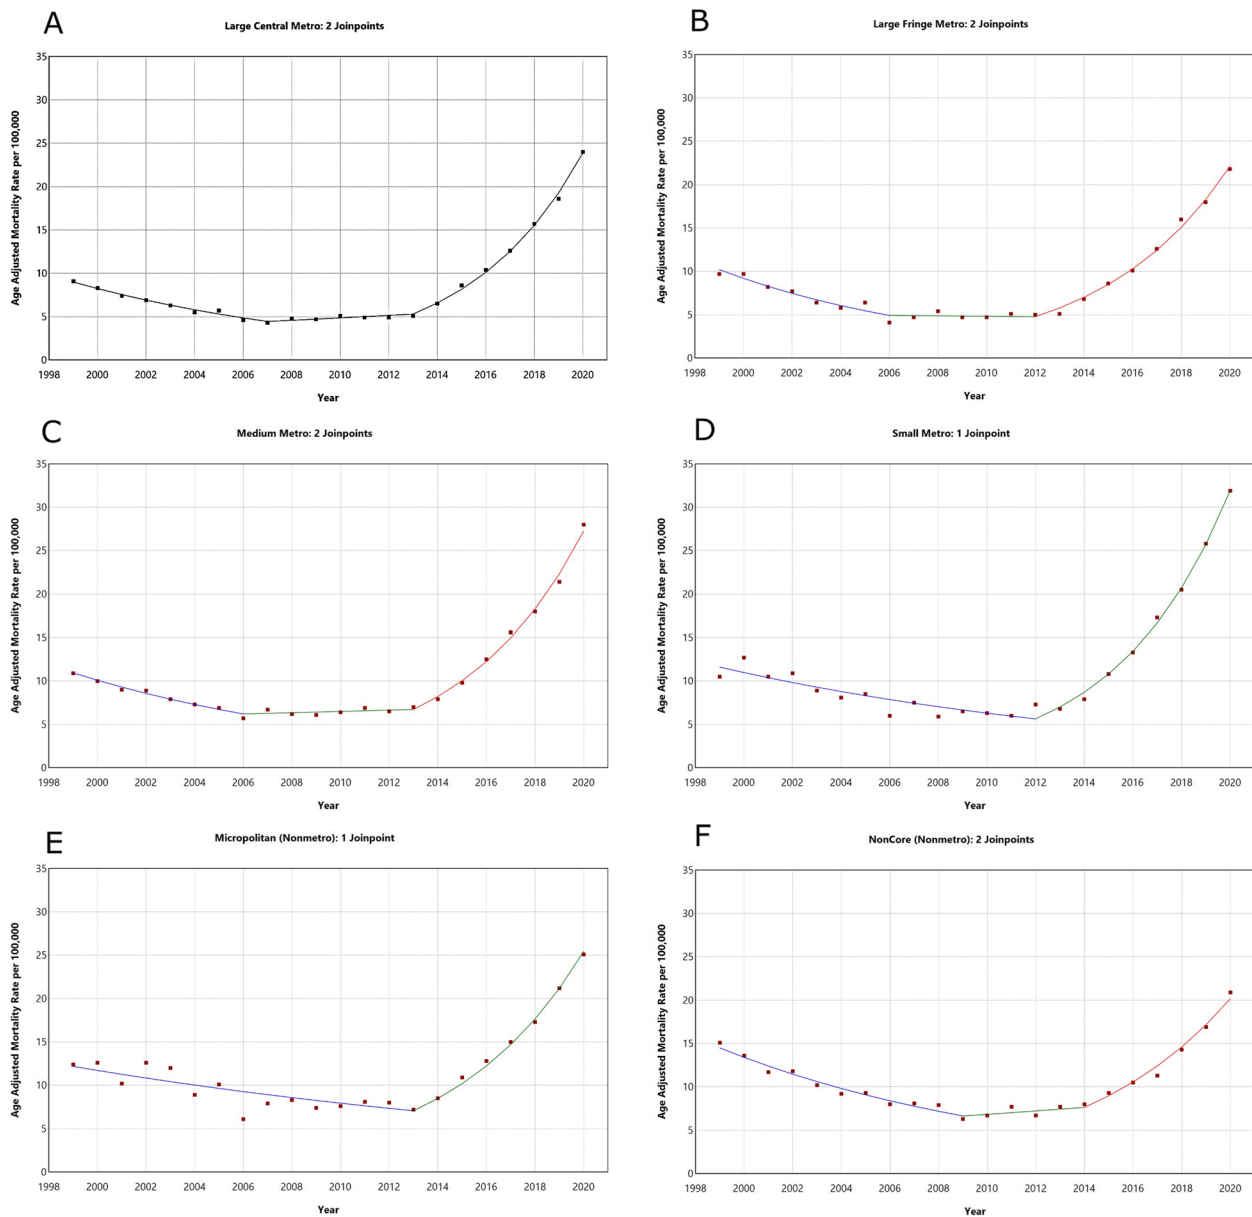 A
Large Central Metro: 2 Joinpoints
Age Adjusted Mortality Rate per 100,000
35
30
25
20
15
10
5
0
1998 2000 2002 2004 2006 2008 2010 2012 2014 2016 2018 2020
Year
B
Large Fringe Metro: 2 Joinpoints
Age Adjusted Mortality Rate per 100,000
35
30
25
20
15
10
5
0
1998 2000 2002 2004 2006 2008 2010 2012 2014 2016 2018 2020
Year
C
Medium Metro: 2 Joinpoints
Age Adjusted Mortality Rate per 100,000
35
30
25
20
15
10
5
0
1998 2000 2002 2004 2006 2008 2010 2012 2014 2016 2018 2020
Year
D
Small Metro: 1 Joinpoint
Age Adjusted Mortality Rate per 100,000
35
30
25
20
15
10
5
0
1998 2000 2002 2004 2006 2008 2010 2012 2014 2016 2018 2020
Year
E
Micropolitan (Nonmetro): 1 Joinpoint
Age Adjusted Mortality Rate per 100,000
35
30
25
20
15
10
5
0
1998 2000 2002 2004 2006 2008 2010 2012 2014 2016 2018 2020
Year
F
NonCore (Nonmetro): 2 Joinpoints
Age Adjusted Mortality Rate per 100,000
35
30
25
20
15
10
5
0
1998 2000 2002 2004 2006 2008 2010 2012 2014 2016 2018 2020
Year